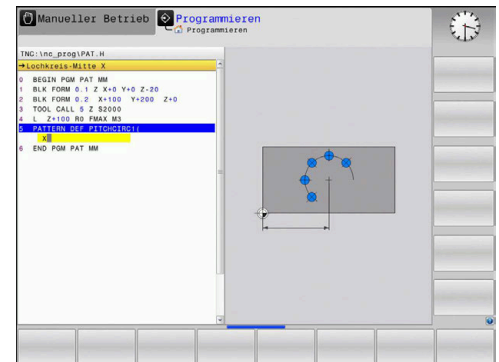 Manueller Betrieb
Programmieren
Programmieren
TNC:\nc_prog\PAT.H
→Lochkreis-Mitte X
0 BEGIN PGM PAT MM
1 BLK FORM 0.1 Z X+0 Y+0 Z-20
2 BLK FORM 0.2 X+100 Y+200 Z+0
3 TOOL CALL 5 Z S2000
4 L Z+100 R0 FMAX M3
5 PATTERN DEF PITCHCIRC1(
X
6 END PGM PAT MM